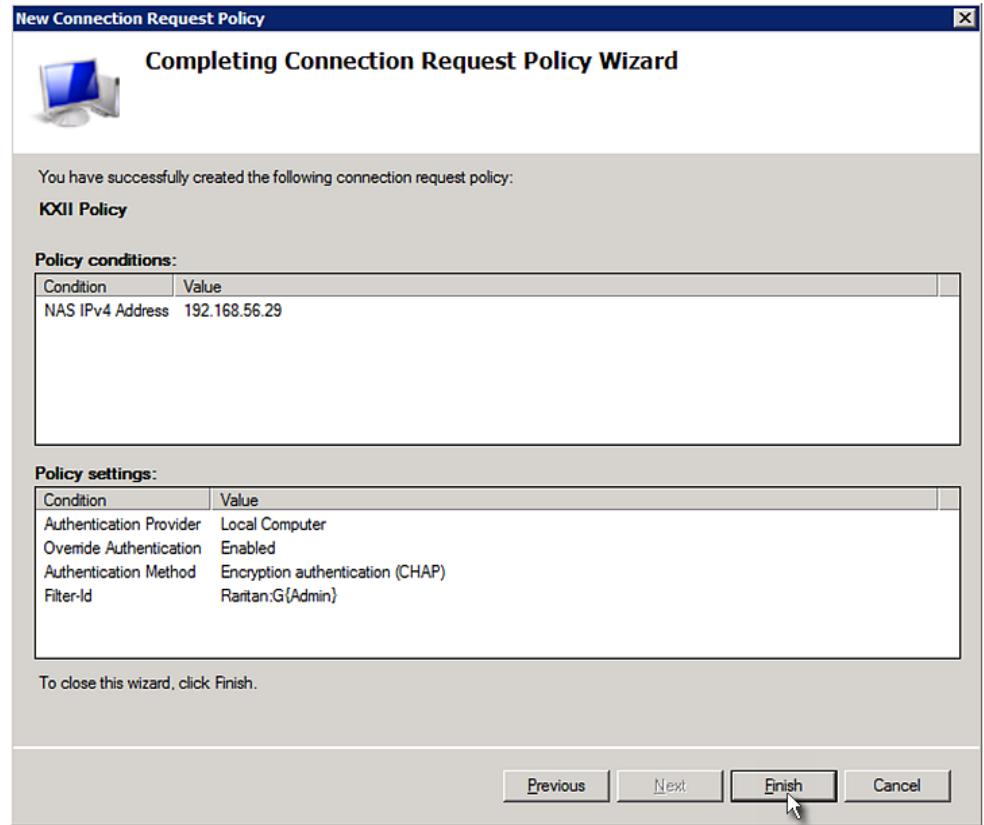 New Connection Request Policy
Completing Connection Request Policy Wizard
You have successfully created the following connection request policy:
KXII Policy
Policy conditions:
Condition Value
NAS IPv4 Address 192.168.56.29
Policy settings:
Condition Value
Authentication Provider Local Computer
Override Authentication Enabled
Authentication Method Encryption authentication (CHAP)
Filter-Id Raritan:G{Admin}
To close this wizard, click Finish.
Previous Next Finish Cancel